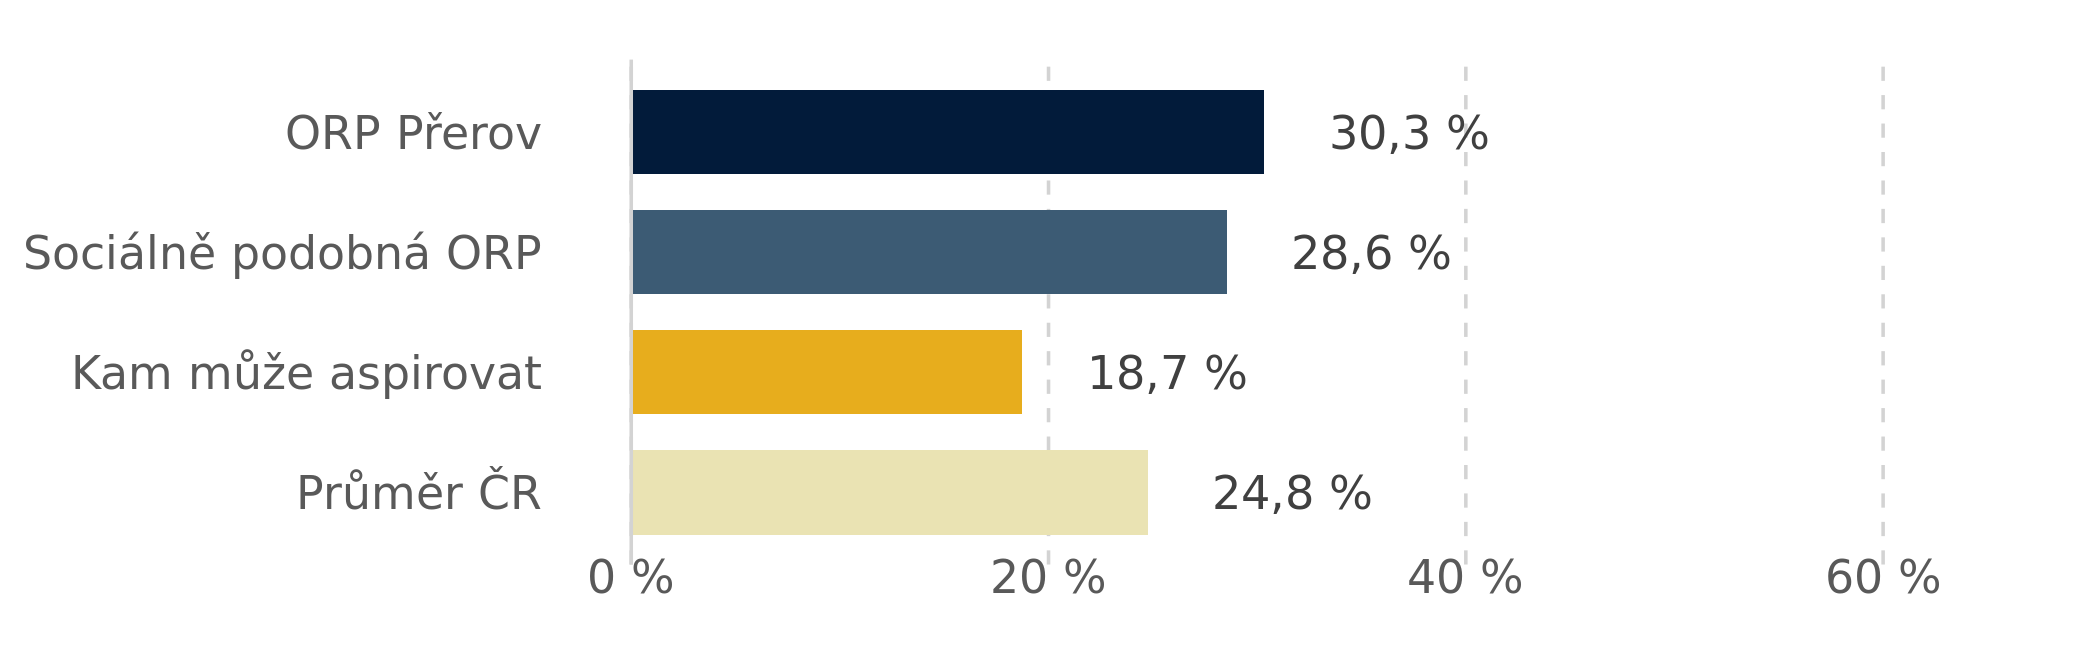 ORP Přerov 30,3 %
Sociálně podobná ORP 28,6 %
Kam může aspirovat 18,7 %
Průměr ČR 24,8 %
0 % 20 % 40 % 60 %